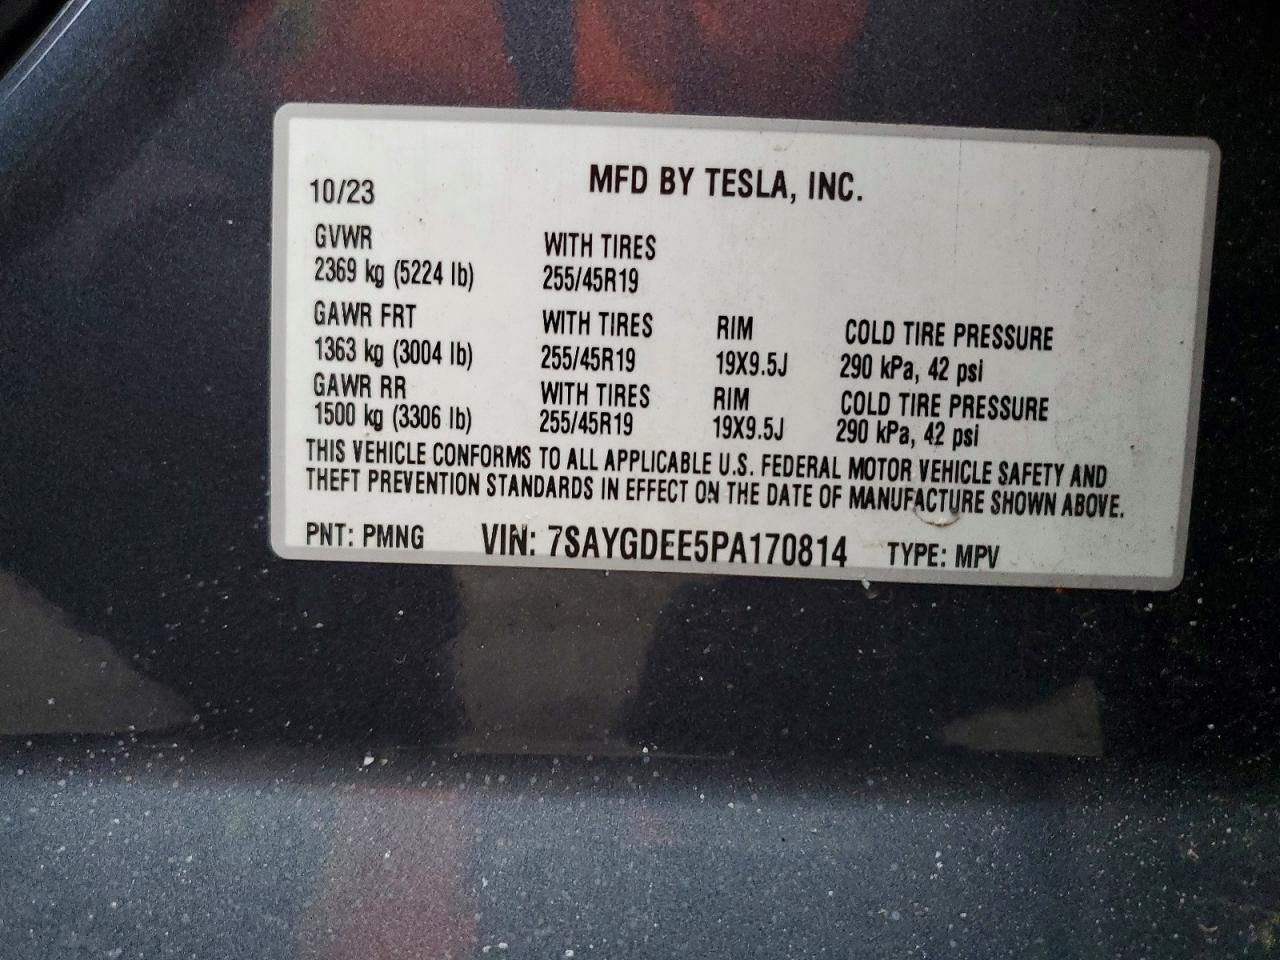 MFD BY TESLA, INC.
10/23
GVWR WITH TIRES
2369 kg (5224 lb) 255/45R19
GAWR FRT WITH TIRES RIM COLD TIRE PRESSURE
1363 kg (3004 lb) 255/45R19 19X9.5J 290 kPa, 42 psi
GAWR RR WITH TIRES RIM COLD TIRE PRESSURE
1500 kg (3306 lb) 255/45R19 19X9.5J 290 kPa, 42 psi
THIS VEHICLE CONFORMS TO ALL APPLICABLE U.S. FEDERAL MOTOR VEHICLE SAFETY AND
THEFT PREVENTION STANDARDS IN EFFECT ON THE DATE OF MANUFACTURE SHOWN ABOVE.
PNT: PMNG VIN: 7SAYGDEE5PA170814 TYPE: MPV